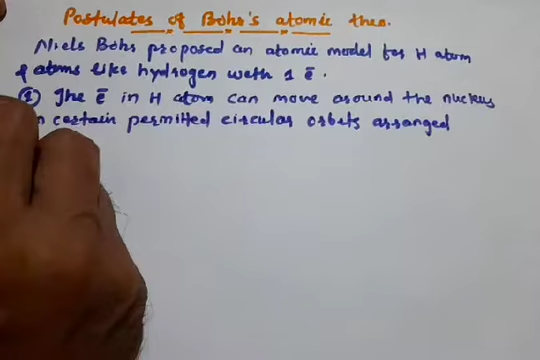 Postulates of Bohr's atomic theo.
Niels Bohr proposed an atomic model for H atom
& atoms like hydrogen with 1 ē.
(1) The ē in H atom can move around the nucleus
certain permitted circular orbits arranged